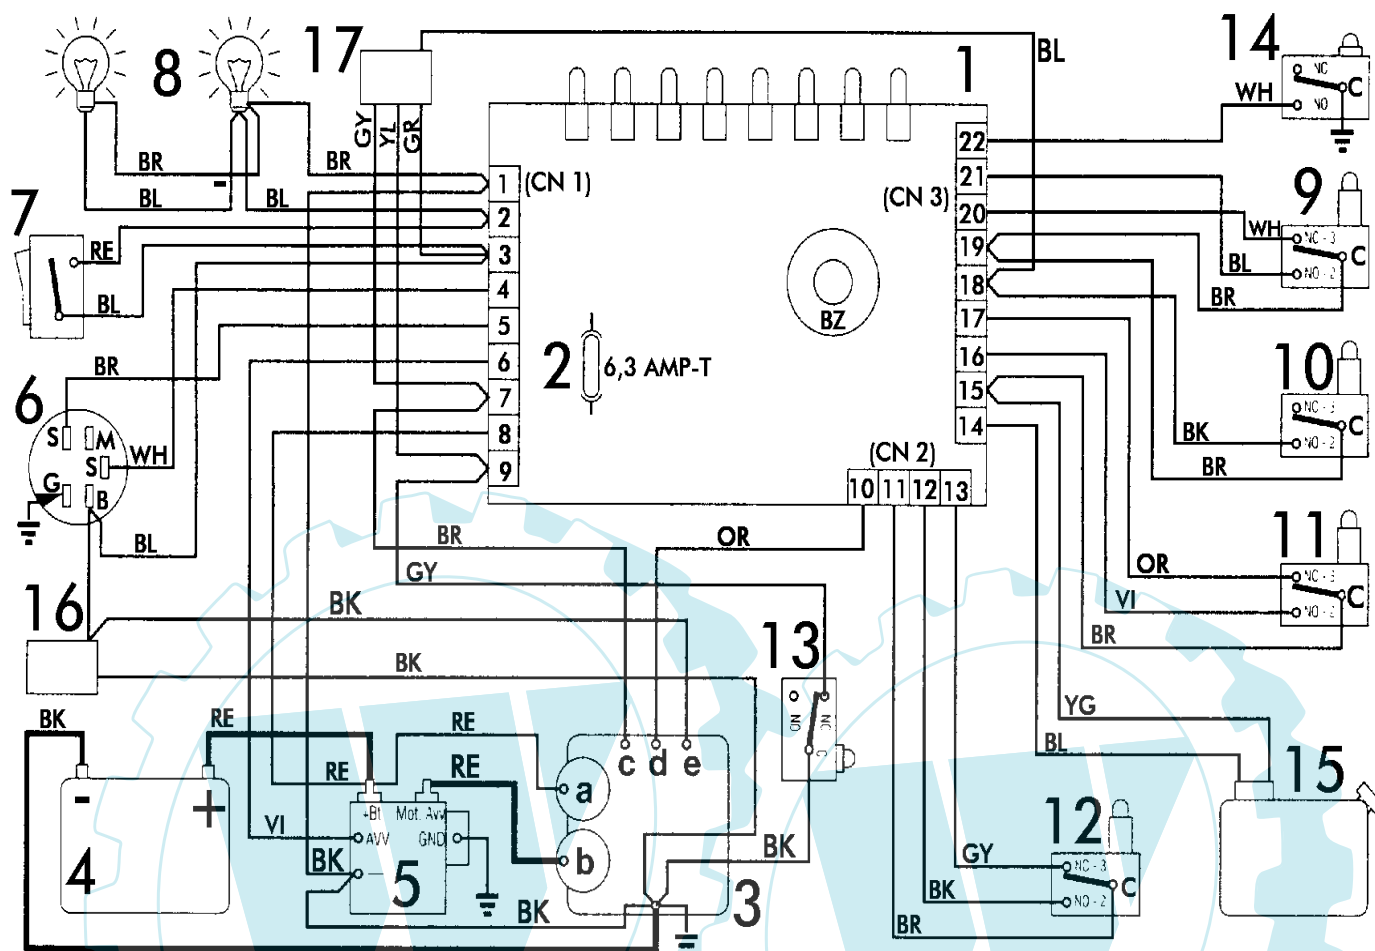 17
8
BR
BR
BL
BL
7
RE
BL
BR
6
S
M
S
WH
G
B
BL
GY
YL
GR
BL
1
(CN 1)
1
2
3
4
5
6
7
8
9
2
6,3 AMP-T
BZ
(CN 3)
22
21
20
19
18
17
16
15
14
(CN 2)
10
11
12
13
14
WH
NC
C
NO
9
WH
NC - 3
C
BL
NO - 2
BR
10
NC - 3
C
BK
NO - 2
BR
11
OR
NC - 3
C
VI
NO - 2
BR
BR
OR
GY
16
BK
BK
13
NO
NC
C
BK
RE
4
-
+
RE
RE
RE
+Bt
Mot. Avv
VI
AVV
GND
BK
5
BK
c
d
e
a
b
3
BK
YG
BL
15
12
GY
NC - 3
C
BK
NO - 2
BR